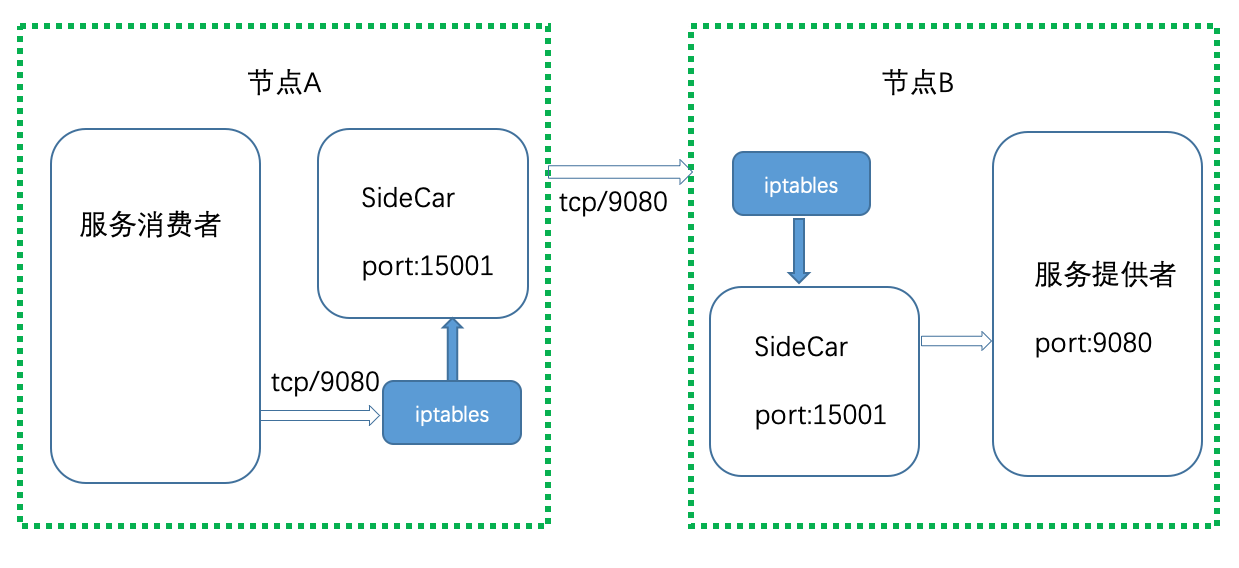 节点A
服务消费者
SideCar
port:15001
tcp/9080
iptables
tcp/9080
节点B
iptables
SideCar
port:15001
服务提供者
port:9080